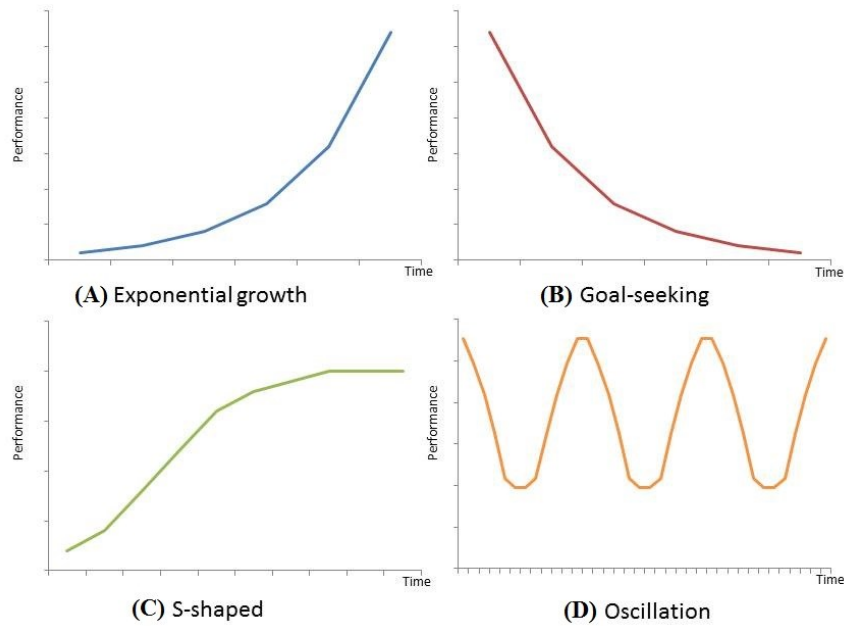 Performance
Time
(A) Exponential growth
Performance
Time
(B) Goal-seeking
Performance
Time
(C) S-shaped
Performance
Time
(D) Oscillation